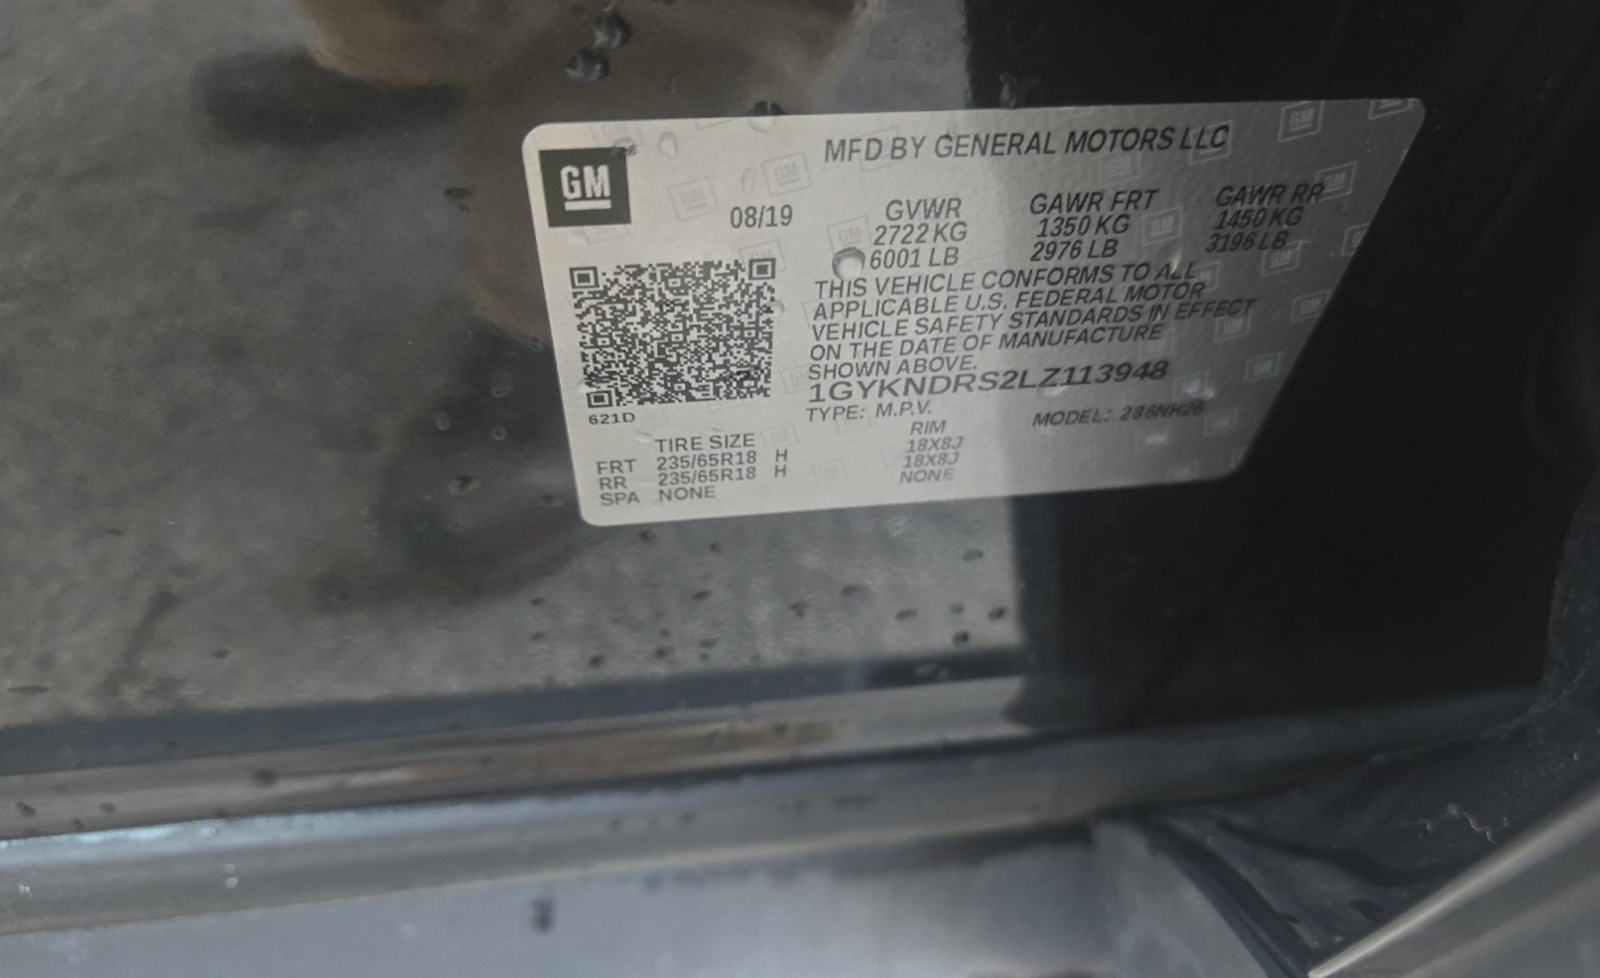 GM
MFD BY GENERAL MOTORS LLC
08/19
GVWR GAWR FRT GAWR RR
2722 KG 1350 KG 1450 KG
6001 LB 2976 LB 3196 LB
THIS VEHICLE CONFORMS TO ALL
APPLICABLE U.S. FEDERAL MOTOR
VEHICLE SAFETY STANDARDS IN EFFECT
ON THE DATE OF MANUFACTURE
SHOWN ABOVE.
1GYKNDRS2LZ113948
TYPE: M.P.V. MODEL: 286NH26
621D
TIRE SIZE RIM
FRT 235/65R18 H 18X8J
RR 235/65R18 H 18X8J
SPA NONE NONE